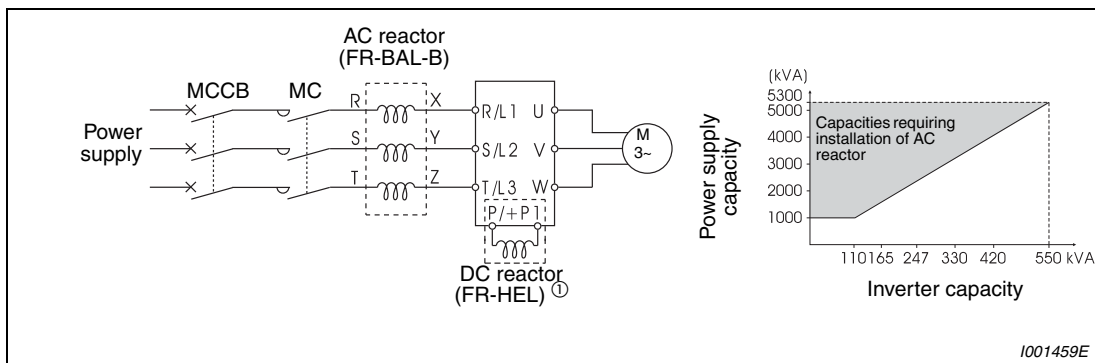 AC reactor
(FR-BAL-B)
MCCB MC R X R/L1 U
Power
supply
S Y S/L2 V
M
3~
T Z T/L3 W
P/+ P1
DC reactor
(FR-HEL) ①
(kVA)
5300
5000
4000
3000
2000
1000
Capacities requiring
installation of AC
reactor
Power supply
capacity
110 165 247 330 420 550 kVA
Inverter capacity
I001459E